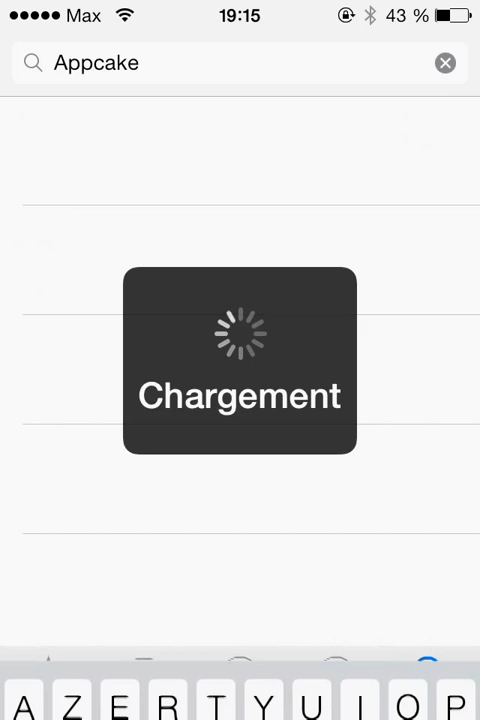 Max 19:15 43 %
Appcake
Chargement
A Z E R T Y U I O P